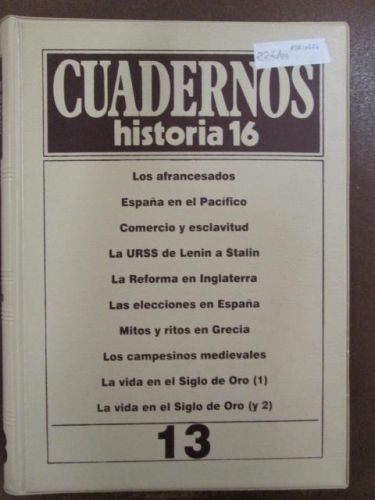 CUADERNOS
historia 16
Los afrancesados
España en el Pacífico
Comercio y esclavitud
La URSS de Lenin a Stalin
La Reforma en Inglaterra
Las elecciones en España
Mitos y ritos en Grecia
Los campesinos medievales
La vida en el Siglo de Oro (1)
La vida en el Siglo de Oro (y 2)
13